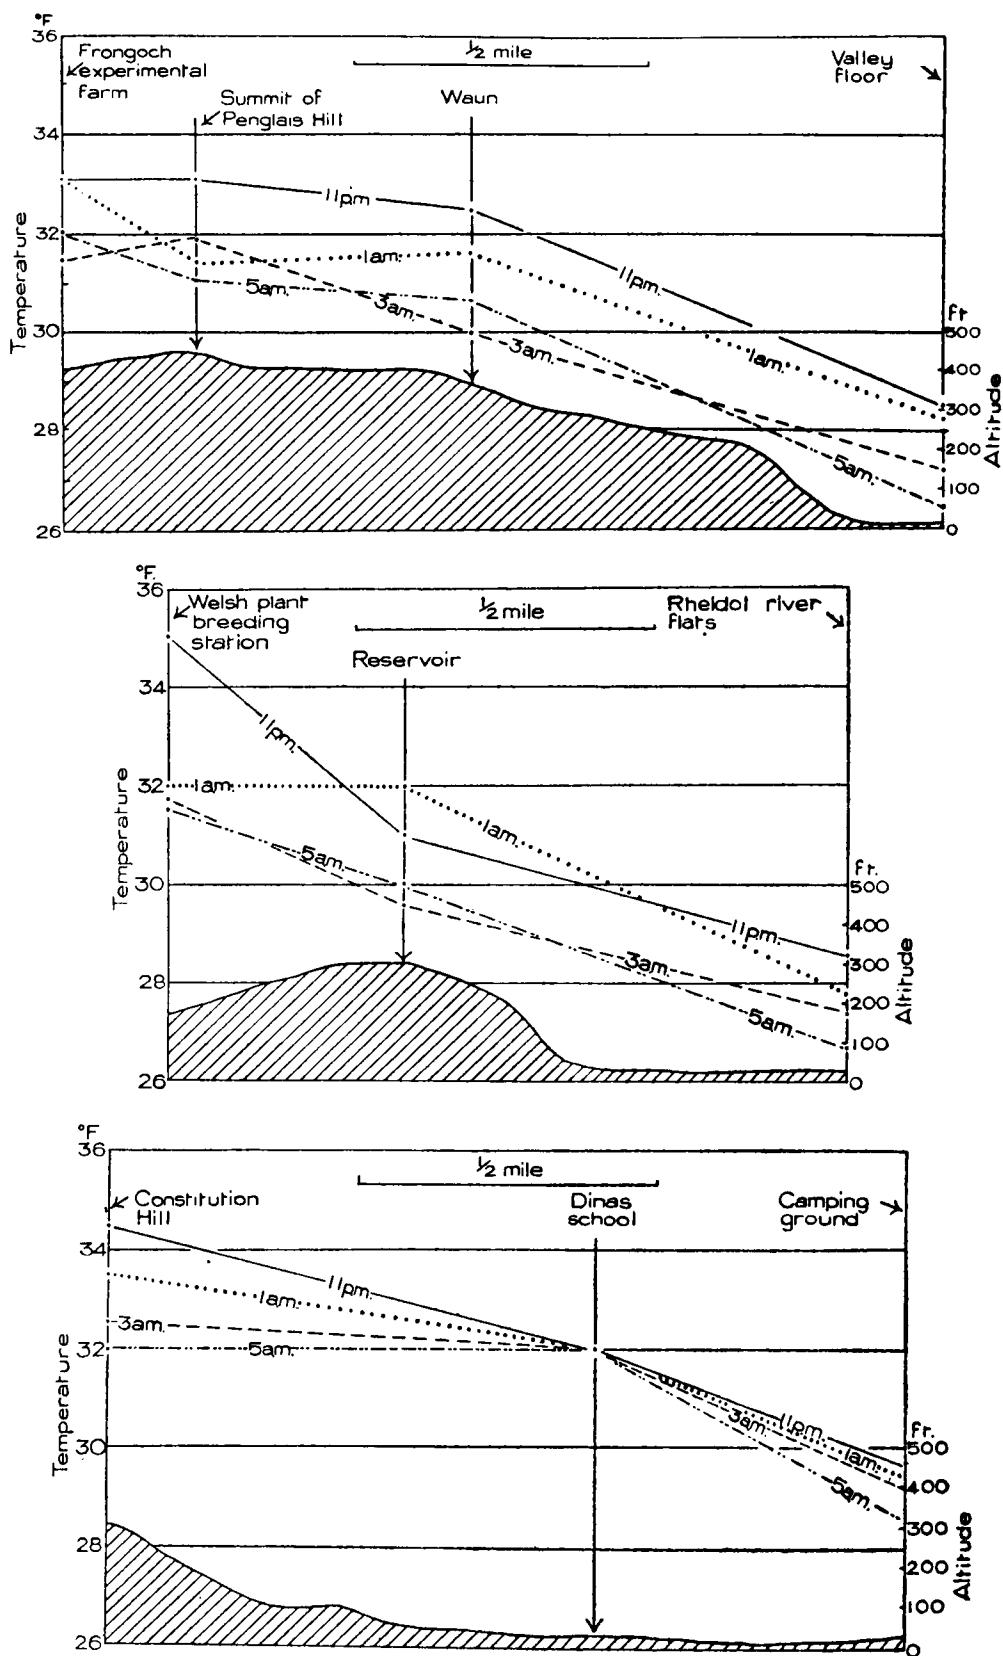 °F
36
Frongoch
experimental
farm
½ mile
Valley
floor
Summit of
Penglais Hill
Waun
34
11pm
32
1am.
11pm.
5am.
3am.
3am.
1am.
30
28
26
5am.
Temperature
ft
500
400
300
200
100
0
Altitude
°F.
36
Welsh plant
breeding
station
½ mile
Rheidol river
flats
Reservoir
34
11pm.
32
1am.
1am.
5am.
30
11pm.
3am.
28
5am.
26
Temperature
ft.
500
400
300
200
100
0
Altitude
°F
36
½ mile
Constitution
Hill
Dinas
school
Camping
ground
34
11pm.
1am.
3am.
32
5am.
11pm.
3am.
1am.
30
5am.
28
26
Temperature
ft.
500
400
300
200
100
0
Altitude